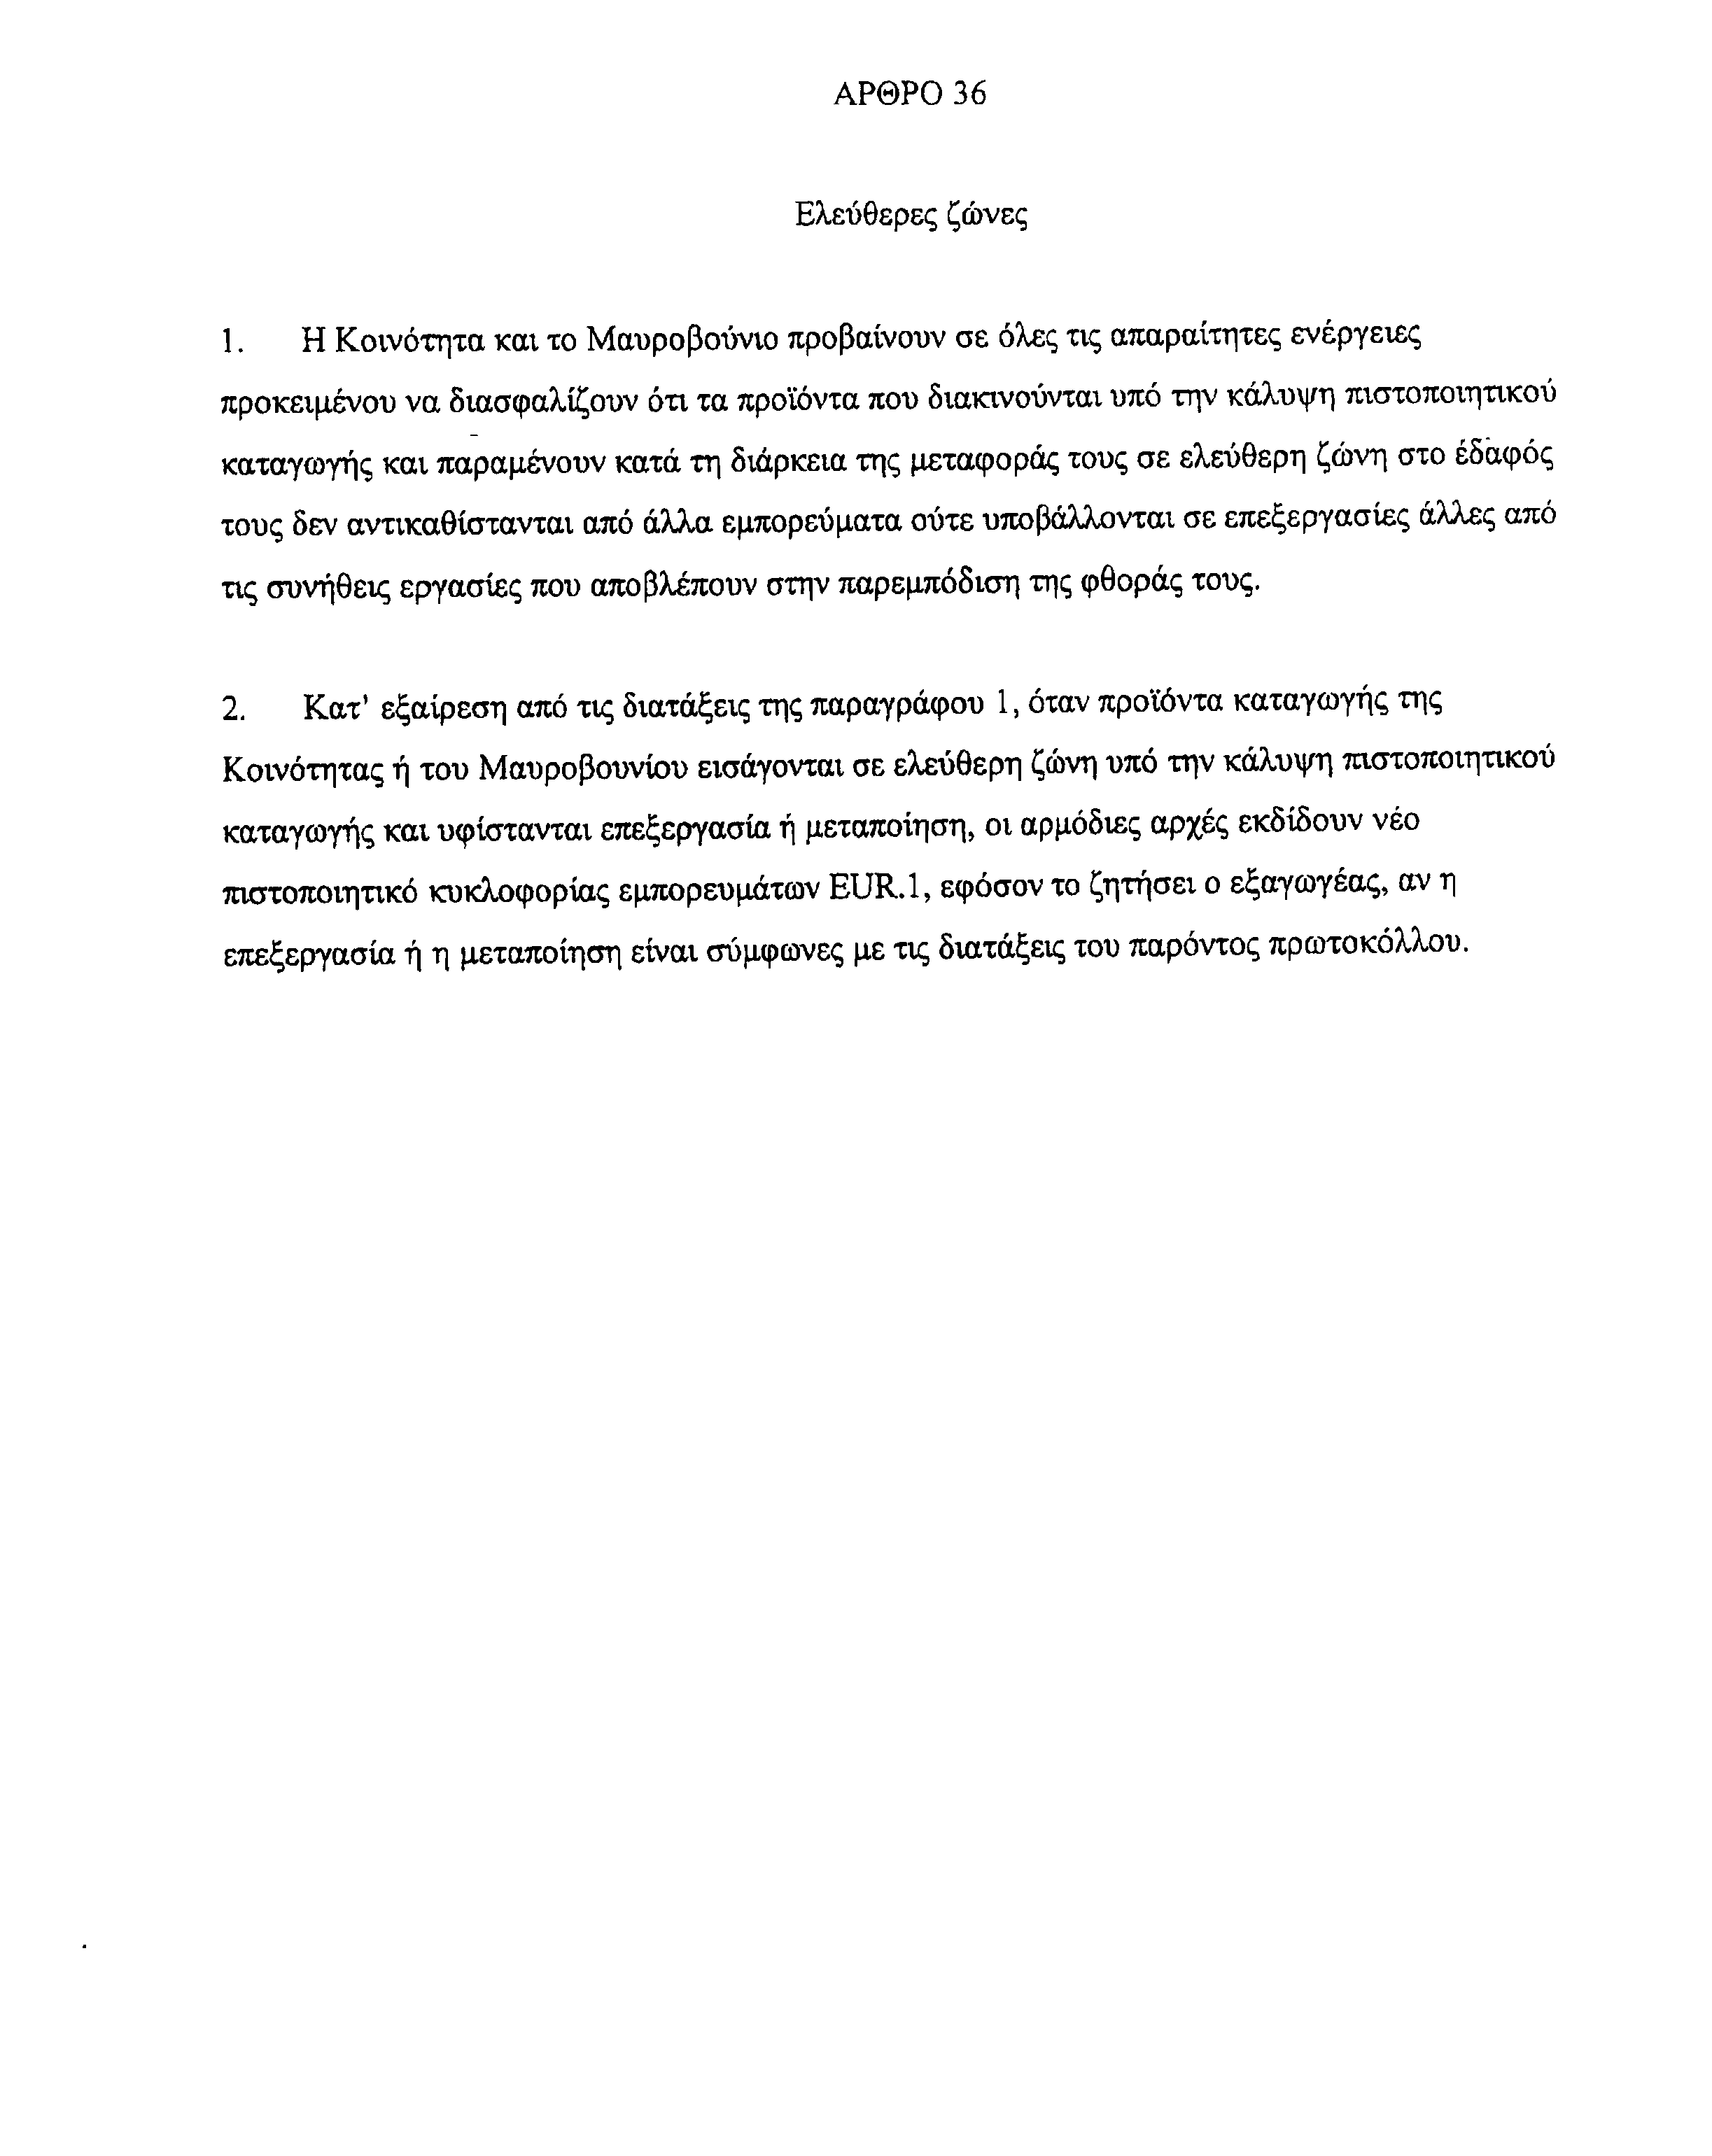 ΑΡΘΡΟ 36
Ελεύθερες ζώνες
1. Η Κοινότητα και το Μαυροβούνιο προβαίνουν σε όλες τις απαραίτητες ενέργειες
προκειμένου να διασφαλίζουν ότι τα προϊόντα που διακινούνται υπό την κάλυψη πιστοποιητικού
καταγωγής και παραμένουν κατά τη διάρκεια της μεταφοράς τους σε ελεύθερη ζώνη στο έδαφός
τους δεν αντικαθίστανται από άλλα εμπορεύματα ούτε υποβάλλονται σε επεξεργασίες άλλες από
τις συνήθεις εργασίες που αποβλέπουν στην παρεμπόδιση της φθοράς τους.
2. Κατ' εξαίρεση από τις διατάξεις της παραγράφου 1, όταν προϊόντα καταγωγής της
Κοινότητας ή του Μαυροβουνίου εισάγονται σε ελεύθερη ζώνη υπό την κάλυψη πιστοποιητικού
καταγωγής και υφίστανται επεξεργασία ή μεταποίηση, οι αρμόδιες αρχές εκδίδουν νέο
πιστοποιητικό κυκλοφορίας εμπορευμάτων EUR.1, εφόσον το ζητήσει ο εξαγωγέας, αν η
επεξεργασία ή η μεταποίηση είναι σύμφωνες με τις διατάξεις του παρόντος πρωτοκόλλου.